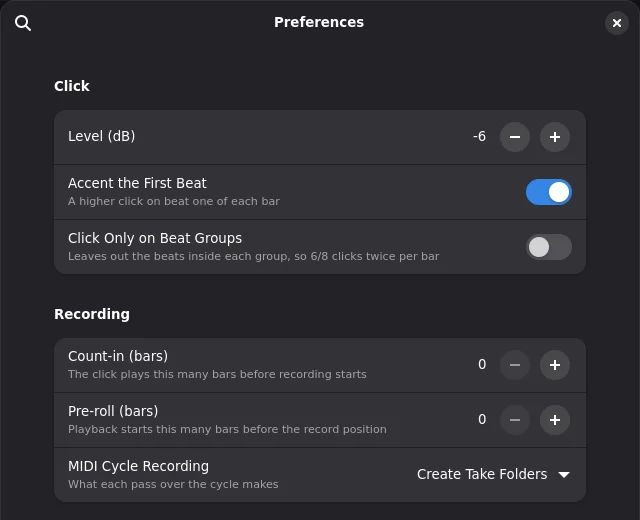 Preferences
Click
Level (dB)
-6
Accent the First Beat
A higher click on beat one of each bar
Click Only on Beat Groups
Leaves out the beats inside each group, so 6/8 clicks twice per bar
Recording
Count-in (bars)
The click plays this many bars before recording starts
0
Pre-roll (bars)
Playback starts this many bars before the record position
0
MIDI Cycle Recording
What each pass over the cycle makes
Create Take Folders